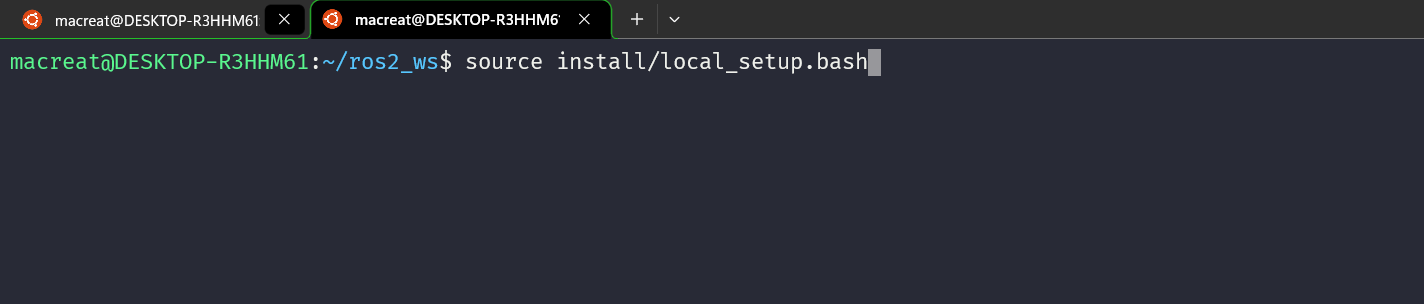 macreat@DESKTOP-R3HHM61
macreat@DESKTOP-R3HHM6
macreat@DESKTOP-R3HHM61:~/ros2_ws$ source install/local_setup.bash